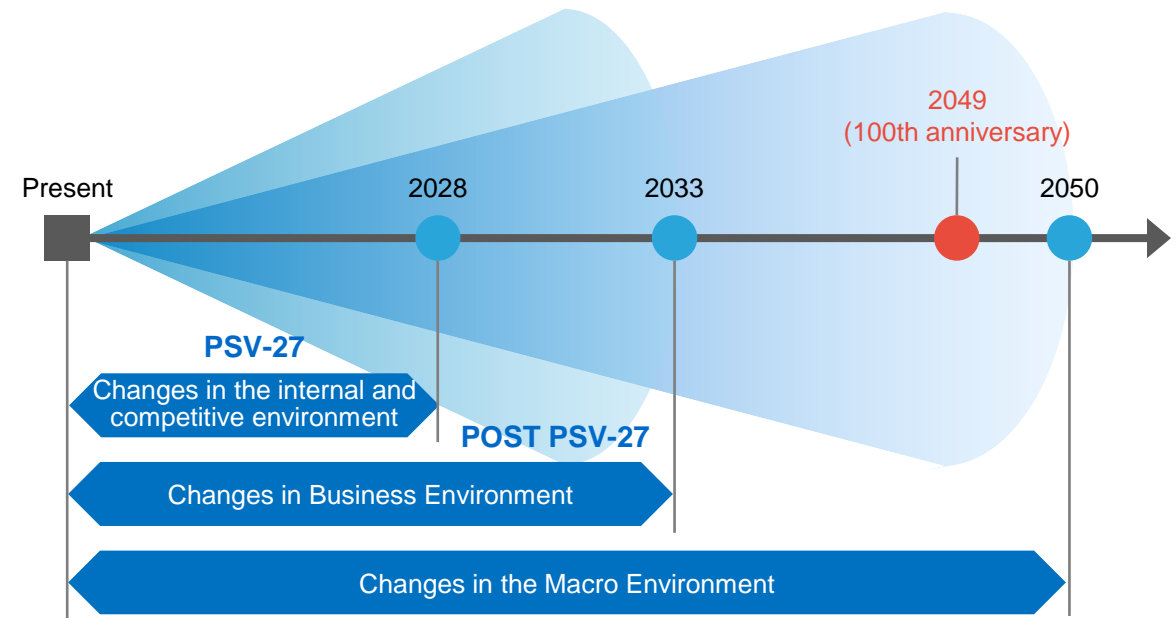 2049
(100th anniversary)
Present
2028
2033
2050
PSV-27
Changes in the internal and
competitive environment
POST PSV-27
Changes in Business Environment
Changes in the Macro Environment